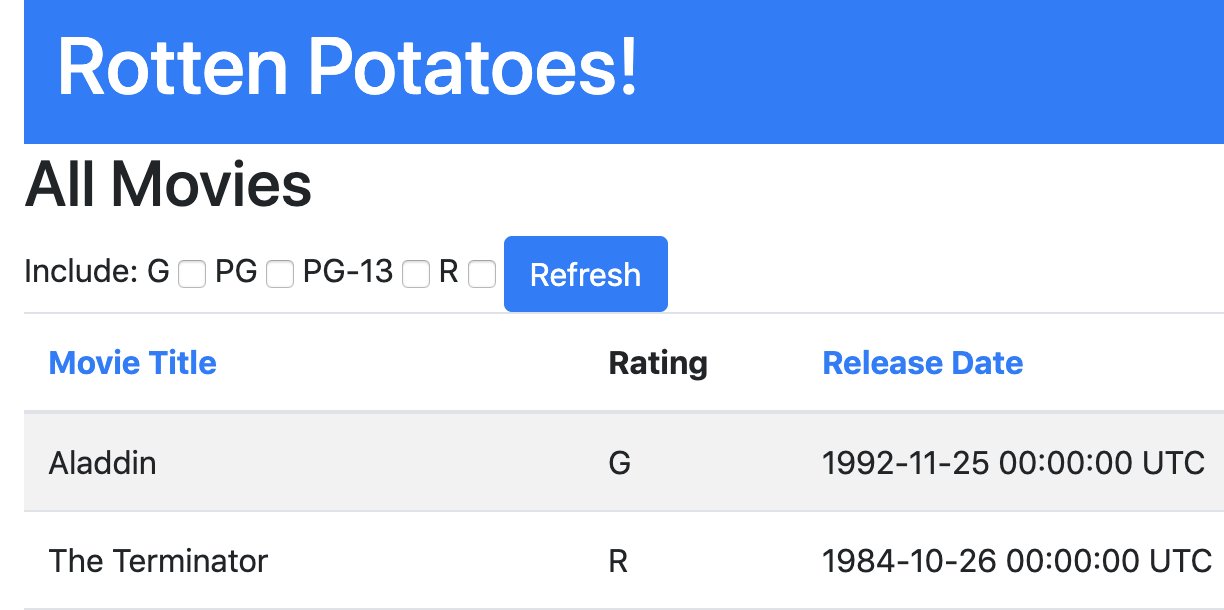 Rotten Potatoes!
All Movies
Include: G PG PG-13 R Refresh
Movie Title Rating Release Date
Aladdin G 1992-11-25 00:00:00 UTC
The Terminator R 1984-10-26 00:00:00 UTC